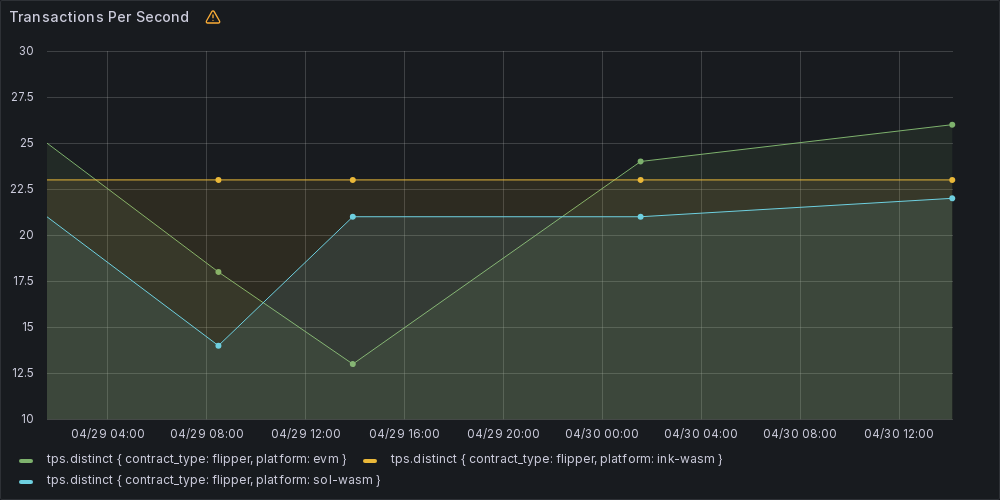 Transactions Per Second
30
27.5
25
22.5
20
17.5
15
12.5
10
04/29 04:00 04/29 08:00 04/29 12:00 04/29 16:00 04/29 20:00 04/30 00:00 04/30 04:00 04/30 08:00 04/30 12:00
tps.distinct { contract_type: flipper, platform: evm } tps.distinct { contract_type: flipper, platform: ink-wasm }
tps.distinct { contract_type: flipper, platform: sol-wasm }